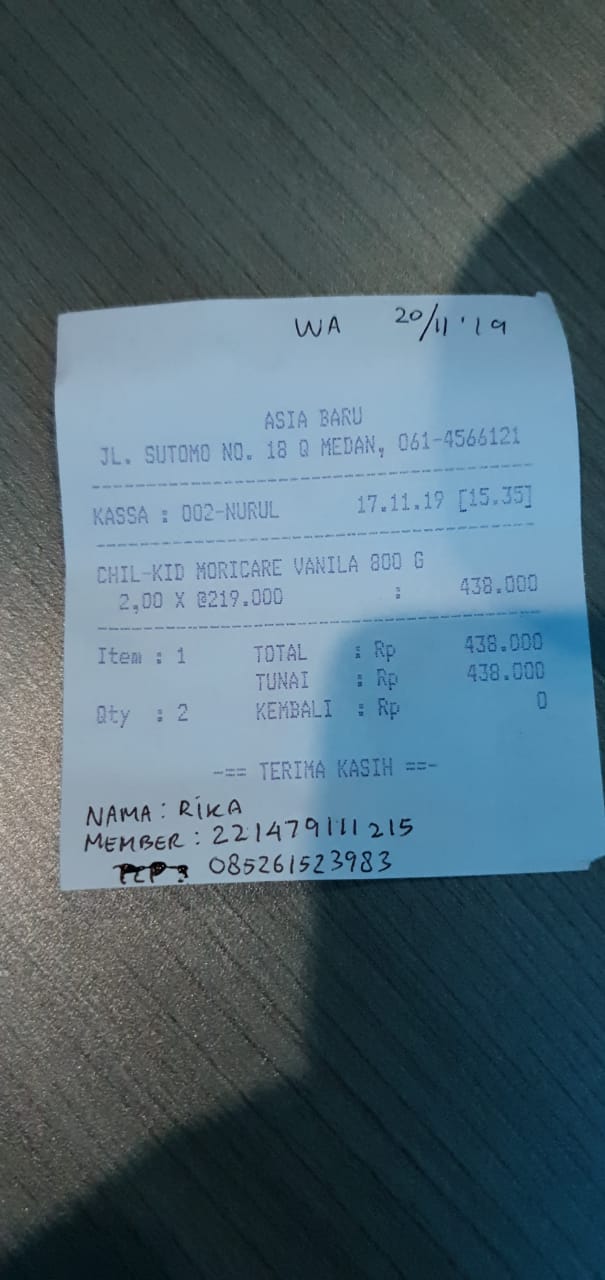 WA 20/11'19
ASIA BARU
JL. SUTOMO NO. 18 Q MEDAN, 061-4566121
KASSA : 002-NURUL 17.11.19 [15.35]
CHIL-KID MORICARE VANILA 800 G
2,00 X @219.000 : 438.000
Item : 1 TOTAL : Rp 438.000
TUNAI : Rp 438.000
Qty : 2 KEMBALI : Rp 0
-== TERIMA KASIH ==-
NAMA : RIKA
MEMBER : 221479111215
085261523983